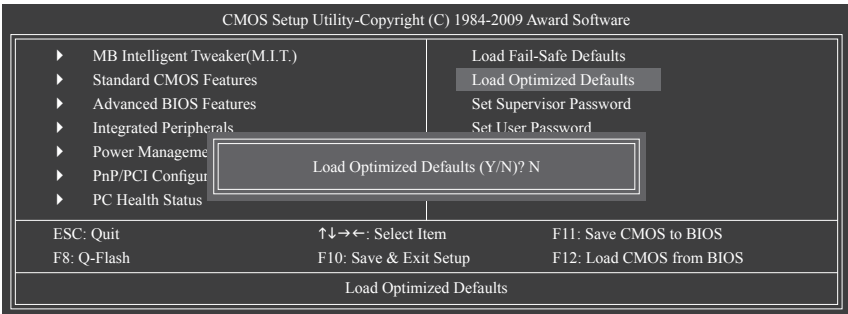 CMOS Setup Utility-Copyright (C) 1984-2009 Award Software
MB Intelligent Tweaker(M.I.T.)
Standard CMOS Features
Advanced BIOS Features
Integrated Peripherals
Power Manageme
PnP/PCI Configur
PC Health Status
Load Fail-Safe Defaults
Load Optimized Defaults
Set Supervisor Password
Set User Password
Load Optimized Defaults (Y/N)? N
ESC: Quit ↑↓→←: Select Item F11: Save CMOS to BIOS
F8: Q-Flash F10: Save & Exit Setup F12: Load CMOS from BIOS
Load Optimized Defaults